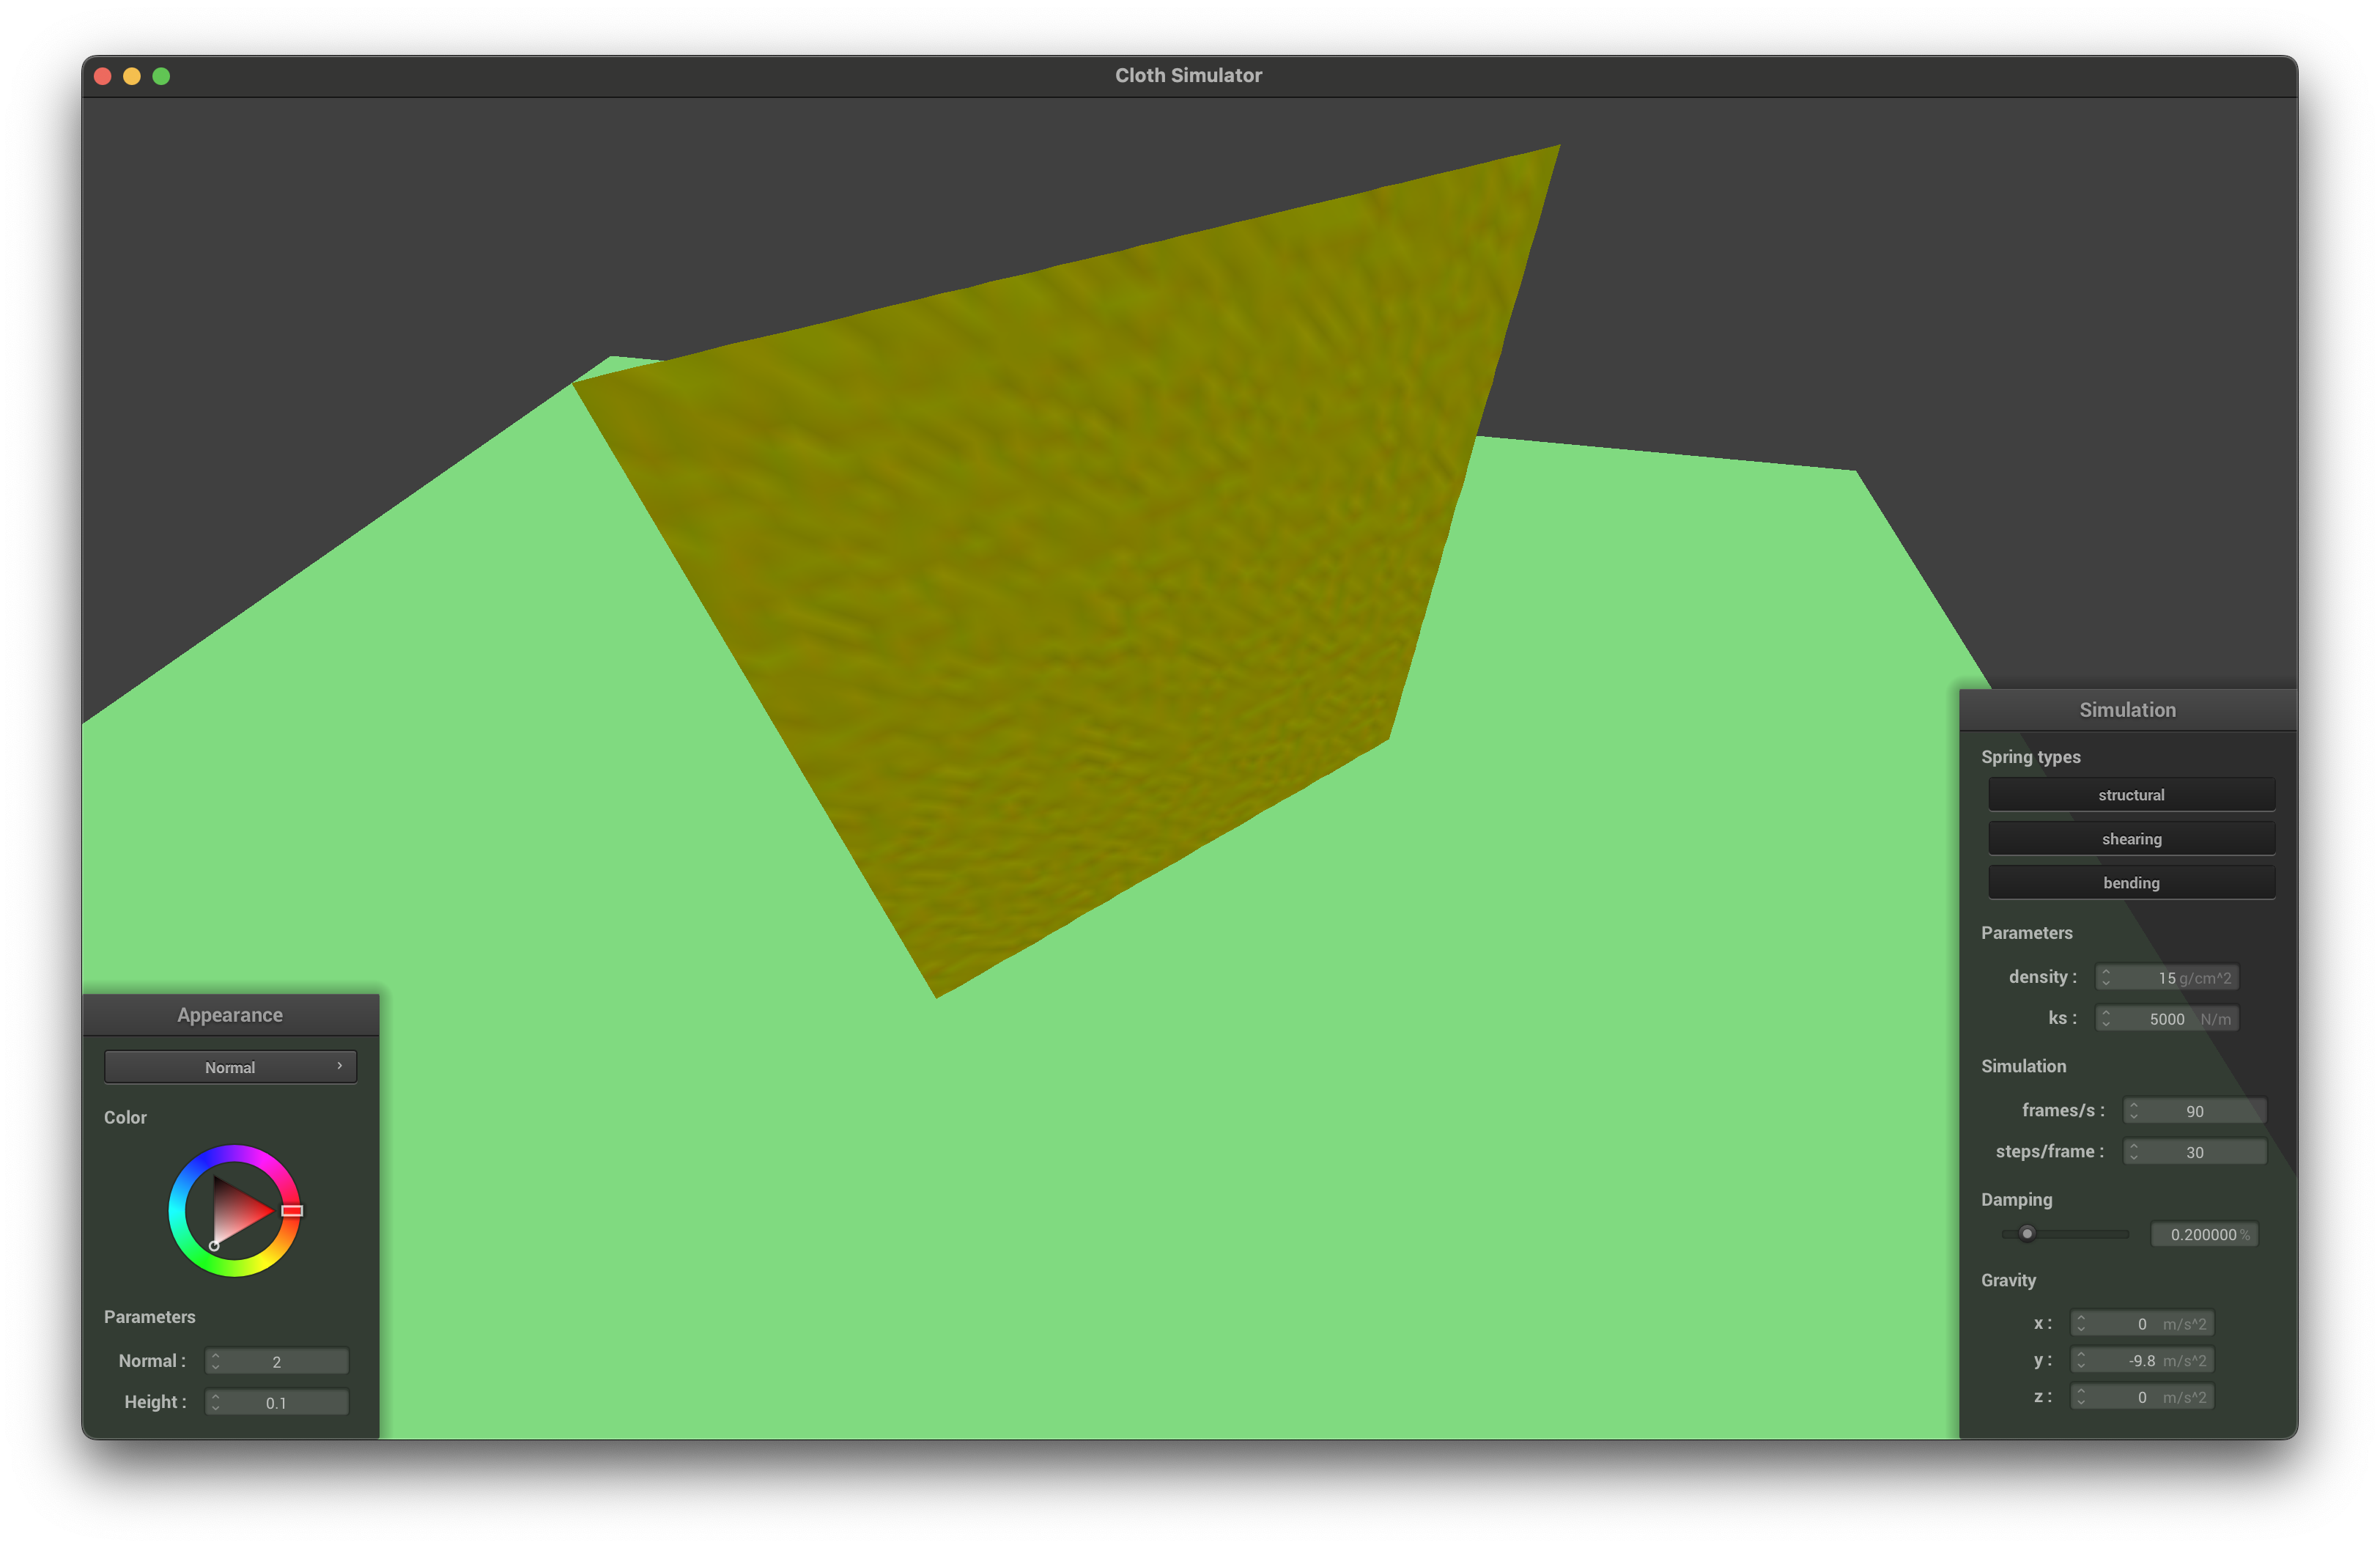 Cloth Simulator
Simulation
Spring types
structural
shearing
bending
Parameters
density : 15 g/cm^2
ks : 5000 N/m
Simulation
frames/s : 90
steps/frame : 30
Damping
0.200000 %
Gravity
x : 0 m/s^2
y : -9.8 m/s^2
z : 0 m/s^2
Appearance
Normal
Color
Parameters
Normal : 2
Height : 0.1